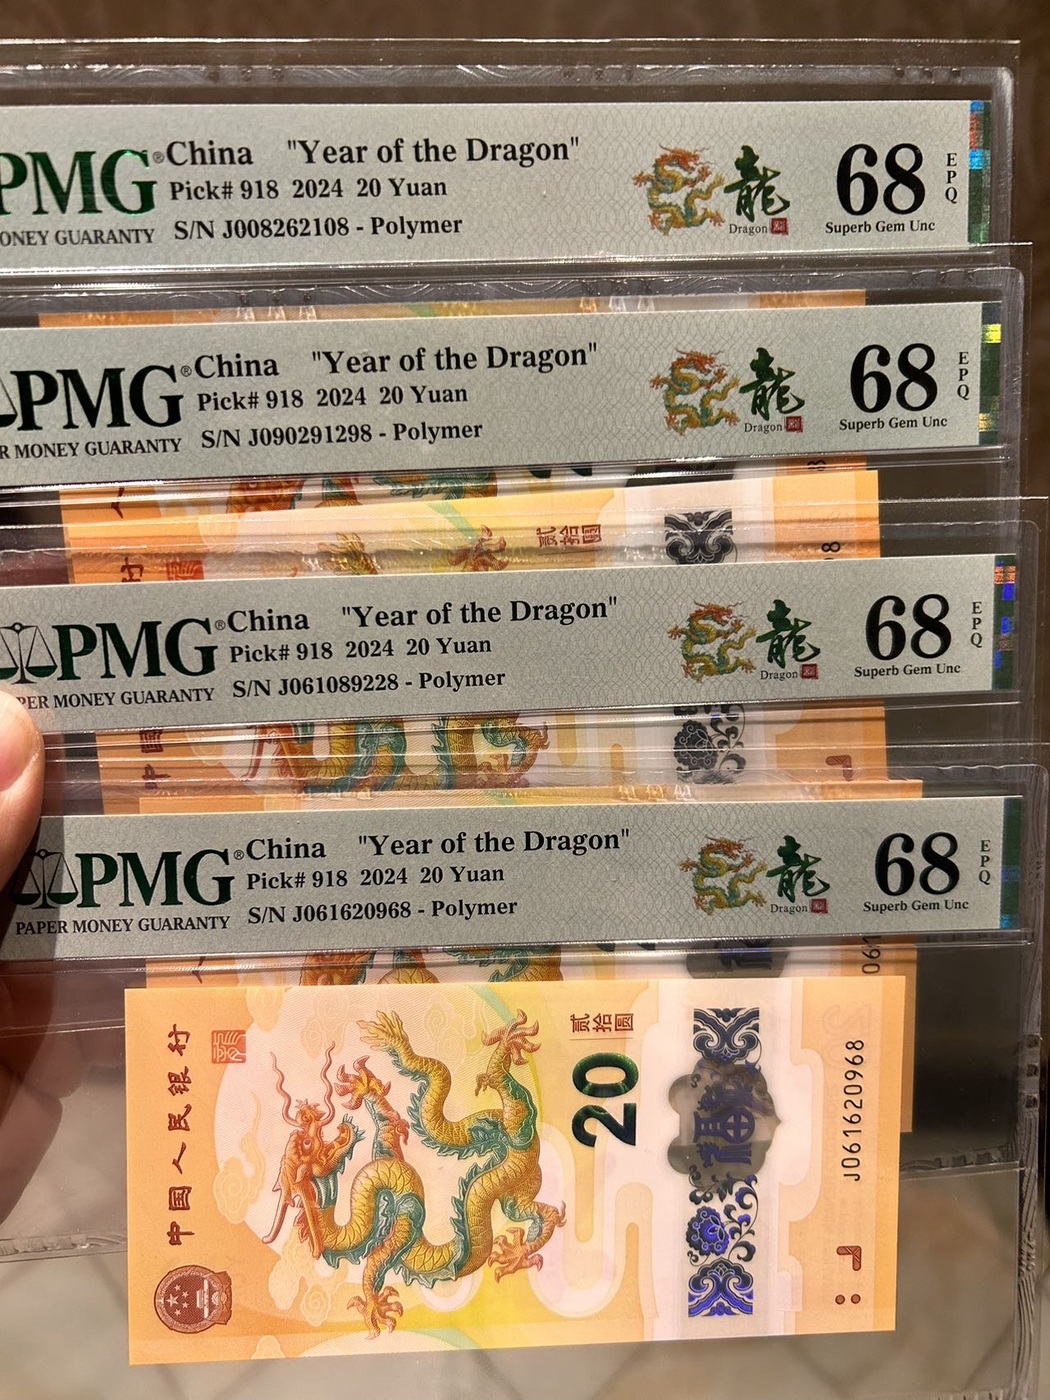 PMG® China "Year of the Dragon"
Pick# 918 2024 20 Yuan
S/N J008262108 - Polymer
MONEY GUARANTY
龍
Dragon
68
EPQ
Superb Gem Unc
PMG® China "Year of the Dragon"
Pick# 918 2024 20 Yuan
S/N J090291298 - Polymer
MONEY GUARANTY
龍
Dragon
68
EPQ
Superb Gem Unc
贰拾圆
PMG® China "Year of the Dragon"
Pick# 918 2024 20 Yuan
S/N J061089228 - Polymer
PAPER MONEY GUARANTY
龍
Dragon
68
EPQ
Superb Gem Unc
PMG® China "Year of the Dragon"
Pick# 918 2024 20 Yuan
S/N J061620968 - Polymer
PAPER MONEY GUARANTY
龍
Dragon
68
EPQ
Superb Gem Unc
中国人民银行
贰拾圆
20
福
J061620968